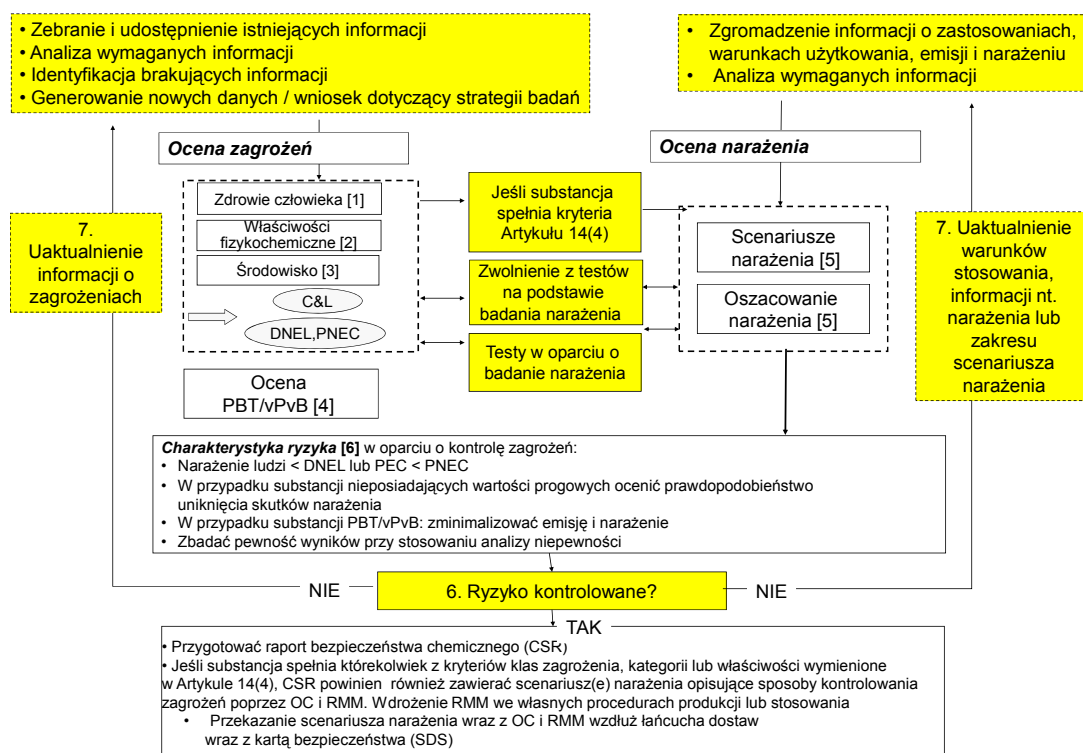 • Zebranie i udostępnienie istniejących informacji
• Analiza wymaganych informacji
• Identyfikacja brakujących informacji
• Generowanie nowych danych / wniosek dotyczący strategii badań
• Zgromadzenie informacji o zastosowaniach,
warunkach użytkowania, emisji i narażeniu
• Analiza wymaganych informacji
Ocena zagrożeń
Ocena narażenia
Zdrowie człowieka [1]
Właściwości
fizykochemiczne [2]
Środowisko [3]
C&L
DNEL,PNEC
Ocena
PBT/vPvB [4]
Jeśli substancja
spełnia kryteria
Artykułu 14(4)
Zwolnienie z testów
na podstawie
badania narażenia
Testy w oparciu o
badanie narażenia
Scenariusze
narażenia [5]
Oszacowanie
narażenia [5]
7.
Uaktualnienie
informacji o
zagrożeniach
7. Uaktualnienie
warunków
stosowania,
informacji nt.
narażenia lub
zakresu
scenariusza
narażenia
Charakterystyka ryzyka [6] w oparciu o kontrolę zagrożeń:
• Narażenie ludzi < DNEL lub PEC < PNEC
• W przypadku substancji nieposiadających wartości progowych ocenić prawdopodobieństwo
uniknięcia skutków narażenia
• W przypadku substancji PBT/vPvB: zminimalizować emisję i narażenie
• Zbadać pewność wyników przy stosowaniu analizy niepewności
NIE
6. Ryzyko kontrolowane?
NIE
TAK
• Przygotować raport bezpieczeństwa chemicznego (CSR)
• Jeśli substancja spełnia którekolwiek z kryteriów klas zagrożenia, kategorii lub właściwości wymienione
w Artykule 14(4), CSR powinien również zawierać scenariusz(e) narażenia opisujące sposoby kontrolowania
zagrożeń poprzez OC i RMM. Wdrożenie RMM we własnych procedurach produkcji lub stosowania
• Przekazanie scenariusza narażenia wraz z OC i RMM wzdłuż łańcucha dostaw
wraz z kartą bezpieczeństwa (SDS)